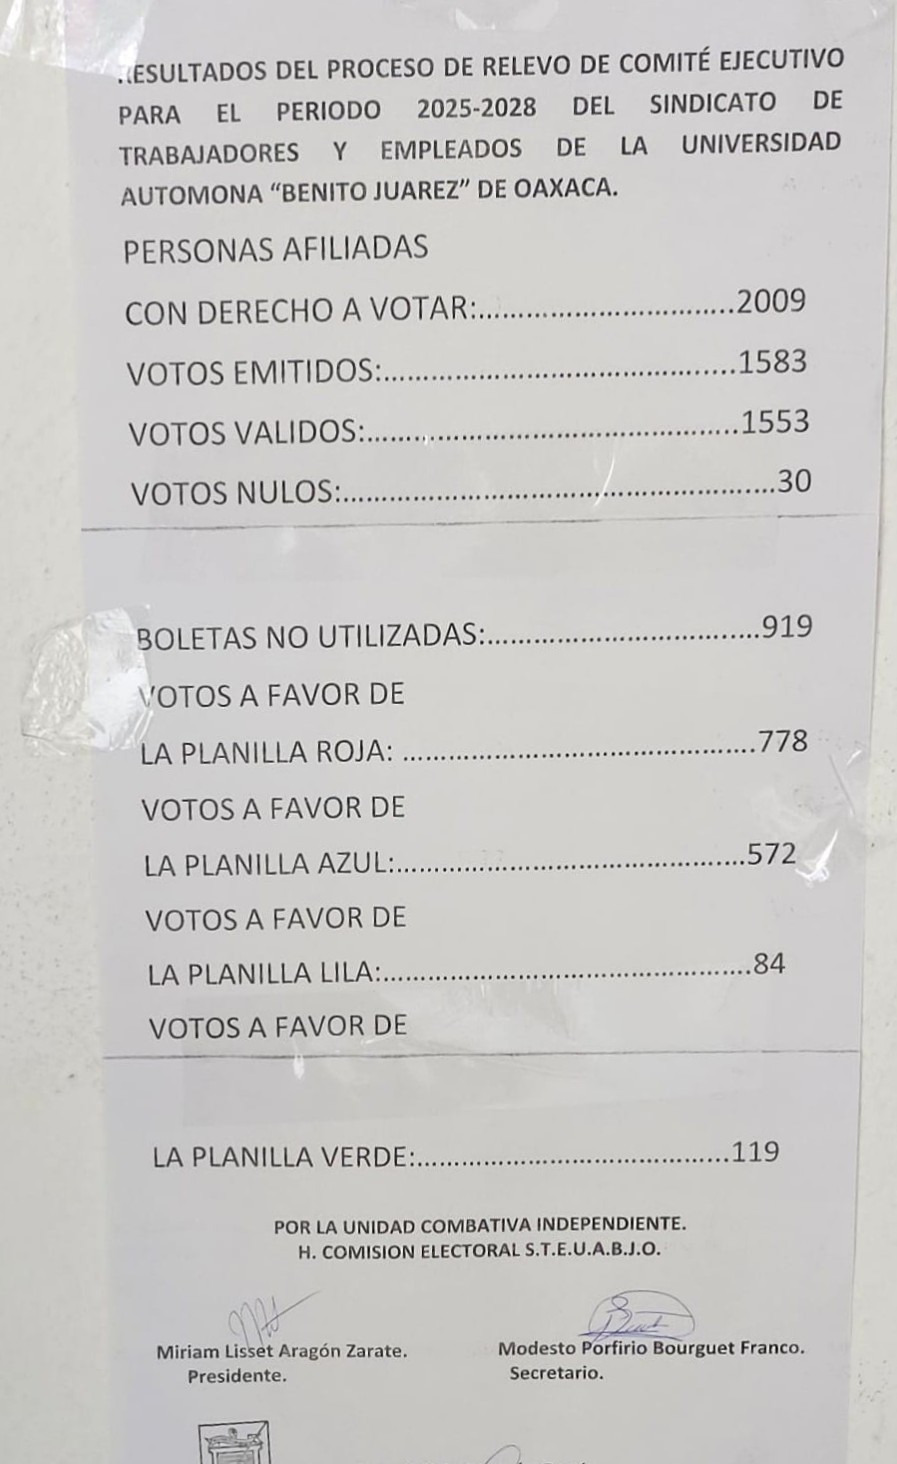 RESULTADOS DEL PROCESO DE RELEVO DE COMITÉ EJECUTIVO
PARA EL PERIODO 2025-2028 DEL SINDICATO DE
TRABAJADORES Y EMPLEADOS DE LA UNIVERSIDAD
AUTOMONA “BENITO JUAREZ” DE OAXACA.
PERSONAS AFILIADAS
CON DERECHO A VOTAR:................................2009
VOTOS EMITIDOS:............................................1583
VOTOS VALIDOS:..............................................1553
VOTOS NULOS:.....................................................30
BOLETAS NO UTILIZADAS:..................................919
VOTOS A FAVOR DE
LA PLANILLA ROJA: ............................................778
VOTOS A FAVOR DE
LA PLANILLA AZUL:............................................572
VOTOS A FAVOR DE
LA PLANILLA LILA:..............................................84
VOTOS A FAVOR DE
LA PLANILLA VERDE:.......................................119
POR LA UNIDAD COMBATIVA INDEPENDIENTE.
H. COMISION ELECTORAL S.T.E.U.A.B.J.O.
Miriam Lisset Aragón Zarate.
Presidente.
Modesto Porfirio Bourguet Franco.
Secretario.